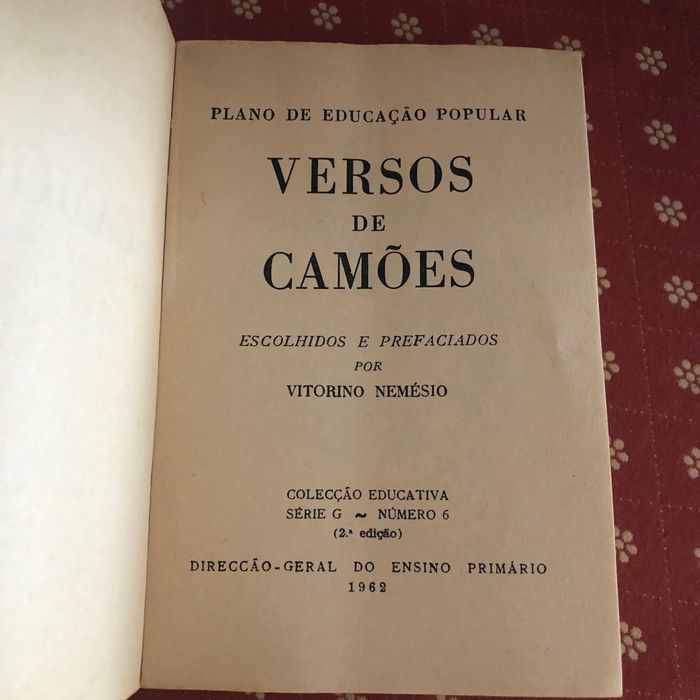 PLANO DE EDUCAÇÃO POPULAR
VERSOS
DE
CAMÕES
ESCOLHIDOS E PREFACIADOS
POR
VITORINO NEMÉSIO
COLECÇÃO EDUCATIVA
SÉRIE G ~ NÚMERO 6
(2.ª edição)
DIRECCÃO-GERAL DO ENSINO PRIMÁRIO
1962